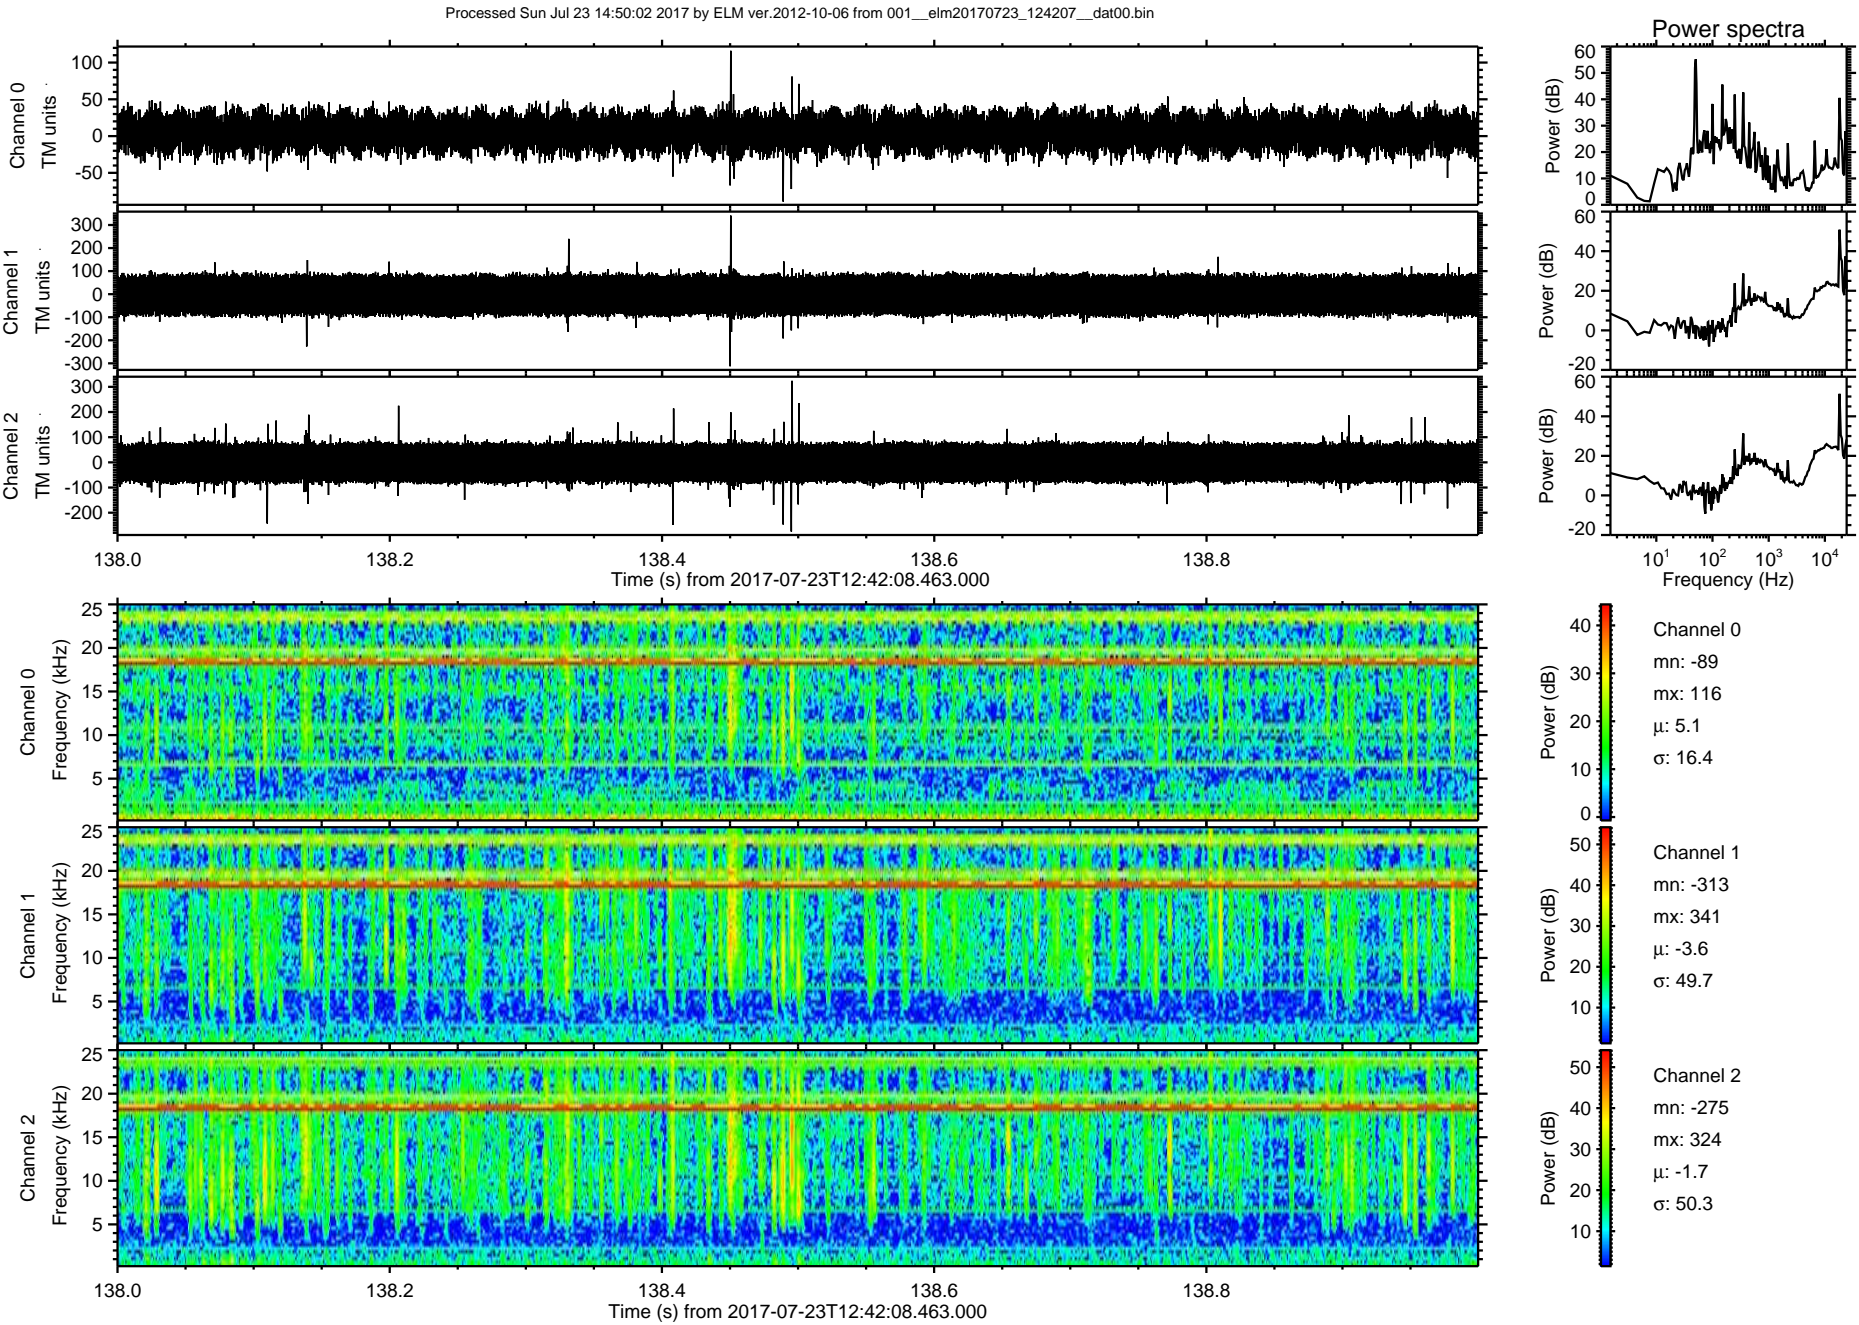 Processed Sun Jul 23 14:50:02 2017 by ELM ver.2012-10-06 from 001__elm20170723_124207__dat00.bin
Power spectra
Channel 0
TM units
100
50
0
-50
Power (dB)
60
50
40
30
20
10
0
Channel 1
TM units
300
200
100
0
-100
-200
-300
Power (dB)
60
40
20
0
-20
Channel 2
TM units
300
200
100
0
-100
-200
Power (dB)
60
40
20
0
-20
138.0 138.2 138.4 138.6 138.8
Time (s) from 2017-07-23T12:42:08.463.000
10^1 10^2 10^3 10^4
Frequency (Hz)
Channel 0
Frequency (kHz)
25
20
15
10
5
Power (dB)
40
30
20
10
0
Channel 0
mn: -89
mx: 116
μ: 5.1
σ: 16.4
Channel 1
Frequency (kHz)
25
20
15
10
5
Power (dB)
50
40
30
20
10
Channel 1
mn: -313
mx: 341
μ: -3.6
σ: 49.7
Channel 2
Frequency (kHz)
25
20
15
10
5
Power (dB)
50
40
30
20
10
Channel 2
mn: -275
mx: 324
μ: -1.7
σ: 50.3
138.0 138.2 138.4 138.6 138.8
Time (s) from 2017-07-23T12:42:08.463.000